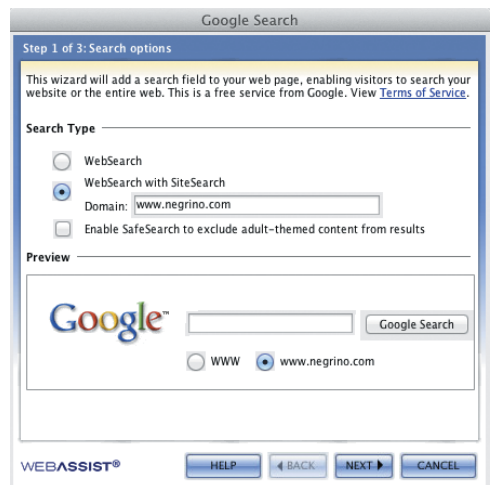 Google Search
Step 1 of 3: Search options
This wizard will add a search field to your web page, enabling visitors to search your
website or the entire web. This is a free service from Google. View Terms of Service.
Search Type
WebSearch
WebSearch with SiteSearch
Domain: www.negrino.com
Enable SafeSearch to exclude adult-themed content from results
Preview
Google™ Google Search
WWW www.negrino.com
WEBASSIST® HELP BACK NEXT CANCEL